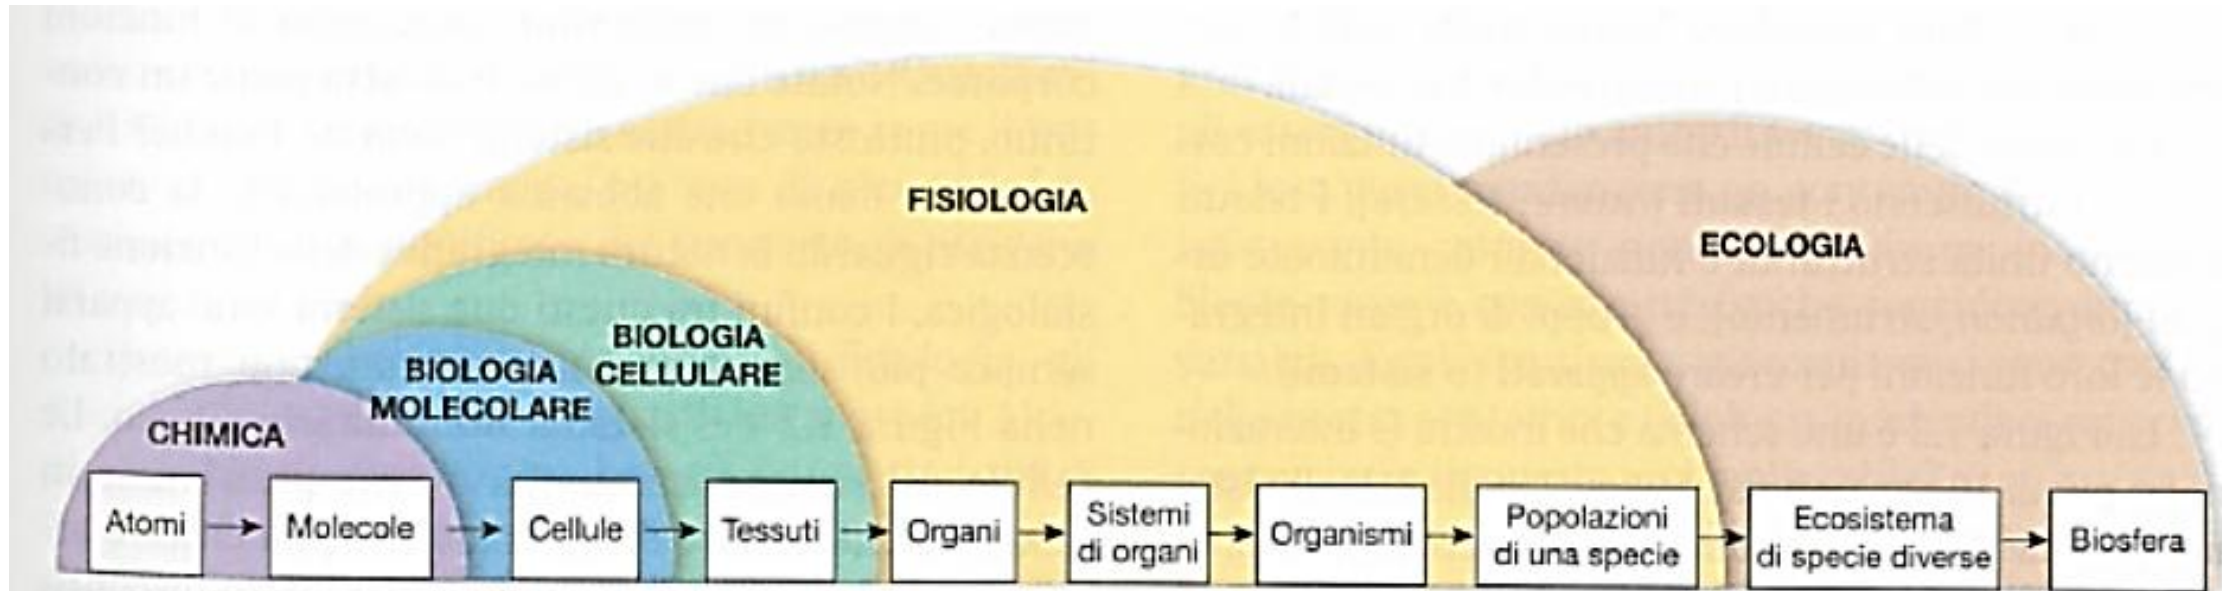 FISIOLOGIA
ECOLOGIA
BIOLOGIA
CELLULARE
BIOLOGIA
MOLECOLARE
CHIMICA
Atomi
Molecole
Cellule
Tessuti
Organi
Sistemi
di organi
Organismi
Popolazioni
di una specie
Ecosistema
di specie diverse
Biosfera